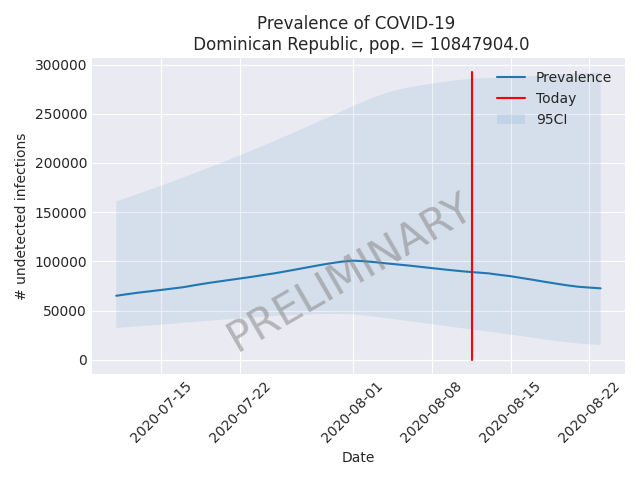 Prevalence of COVID-19
Dominican Republic, pop. = 10847904.0
300000
250000
200000
150000
100000
50000
0
# undetected infections
Prevalence
Today
95CI
PRELIMINARY
2020-07-15
2020-07-22
2020-08-01
2020-08-08
2020-08-15
2020-08-22
Date